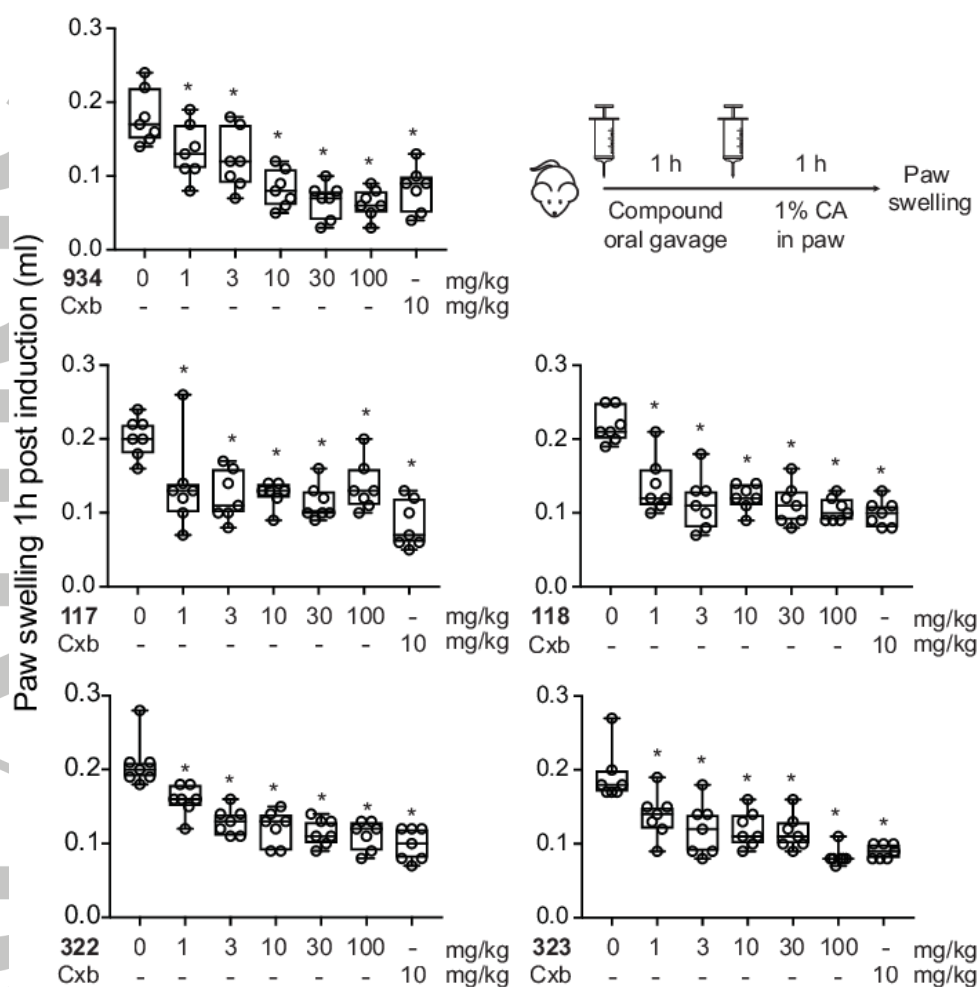 Paw swelling 1h post induction (ml)
0.3
0.2
0.1
0.0
* * * * * *
934 0 1 3 10 30 100 - mg/kg
Cxb - - - - - - 10 mg/kg
1 h 1 h
Compound oral gavage
1% CA in paw
Paw swelling
0.3
0.2
0.1
0.0
* * * * * *
117 0 1 3 10 30 100 - mg/kg
Cxb - - - - - - 10 mg/kg
0.3
0.2
0.1
0.0
* * * * * *
118 0 1 3 10 30 100 - mg/kg
Cxb - - - - - - 10 mg/kg
0.3
0.2
0.1
0.0
* * * * * *
322 0 1 3 10 30 100 - mg/kg
Cxb - - - - - - 10 mg/kg
0.3
0.2
0.1
0.0
* * * * * *
323 0 1 3 10 30 100 - mg/kg
Cxb - - - - - - 10 mg/kg